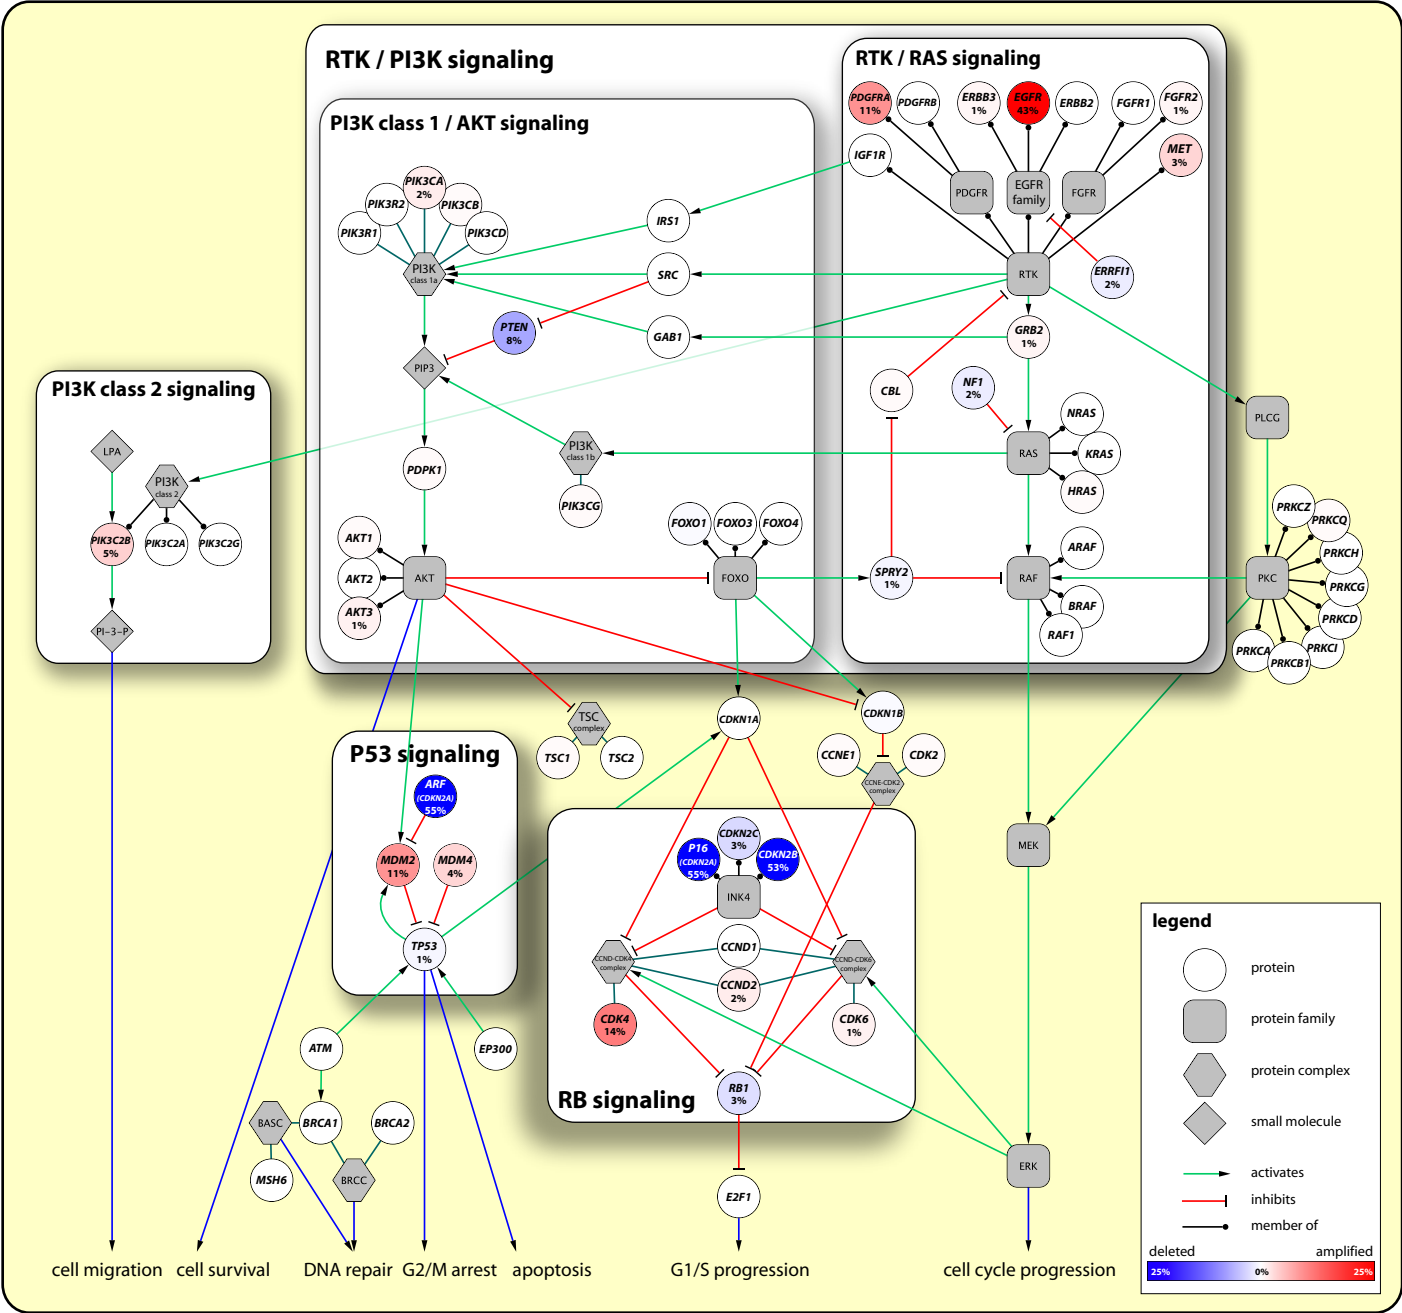 RTK / PI3K signaling
RTK / RAS signaling
PDGFRA
11%
PDGFRB
ERBB3
1%
EGFR
43%
ERBB2
FGFR1
FGFR2
1%
PI3K class 1 / AKT signaling
IGF1R
MET
3%
PIK3CA
2%
PIK3R2
PIK3CB
PIK3R1
PIK3CD
PDGFR
EGFR
family
FGFR
IRS1
PI3K
class 1a
SRC
RTK
ERRFI1
2%
PTEN
8%
GAB1
GRB2
1%
PIP3
CBL
NF1
2%
PI3K class 2 signaling
NRAS
PLCG
LPA
PI3K
class 2
PDPK1
PI3K
class 1b
RAS
KRAS
HRAS
PIK3CG
PIK3C2B
5%
PIK3C2A
PIK3C2G
AKT1
FOXO1
FOXO3
FOXO4
PRKCZ
PRKCQ
PRKCH
ARAF
AKT2
AKT
FOXO
SPRY2
1%
RAF
PKC
PRKCG
AKT3
1%
BRAF
PRKCD
PI-3-P
RAF1
PRKCA
PRKCB1
PRKCI
TSC
complex
CDKN1A
CDKN1B
TSC1
TSC2
CCNE1
CDK2
CCNE-CDK2
complex
P53 signaling
ARF
(CDKN2A)
55%
CDKN2C
3%
P16
(CDKN2A)
55%
CDKN2B
53%
MDM2
11%
MDM4
4%
MEK
INK4
TP53
1%
CCND1
CCND-CDK4
complex
CCND-CDK6
complex
CCND2
2%
CDK4
14%
CDK6
1%
ATM
EP300
RB1
3%
RB signaling
BASC
BRCA1
BRCA2
MSH6
BRCC
ERK
E2F1
cell migration
cell survival
DNA repair
G2/M arrest
apoptosis
G1/S progression
cell cycle progression
legend
protein
protein family
protein complex
small molecule
activates
inhibits
member of
deleted
amplified
25%
0%
25%